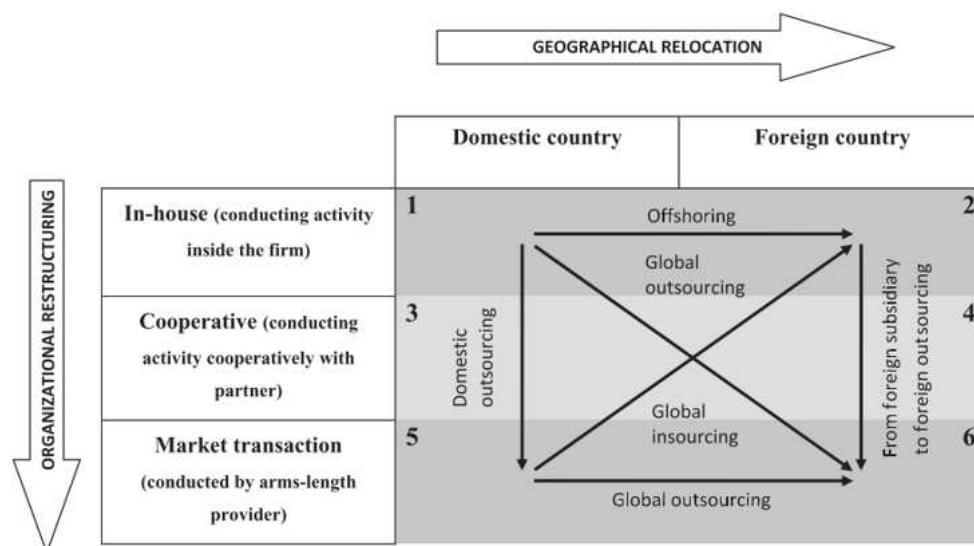 GEOGRAPHICAL RELOCATION
Domestic country
Foreign country
ORGANIZATIONAL RESTRUCTURING
In-house (conducting activity
inside the firm)
1
Offshoring
2
Global
outsourcing
Cooperative (conducting
activity cooperatively with
partner)
3
Domestic
outsourcing
4
From foreign subsidiary
to foreign outsourcing
Market transaction
(conducted by arms-length
provider)
5
Global
insourcing
6
Global outsourcing